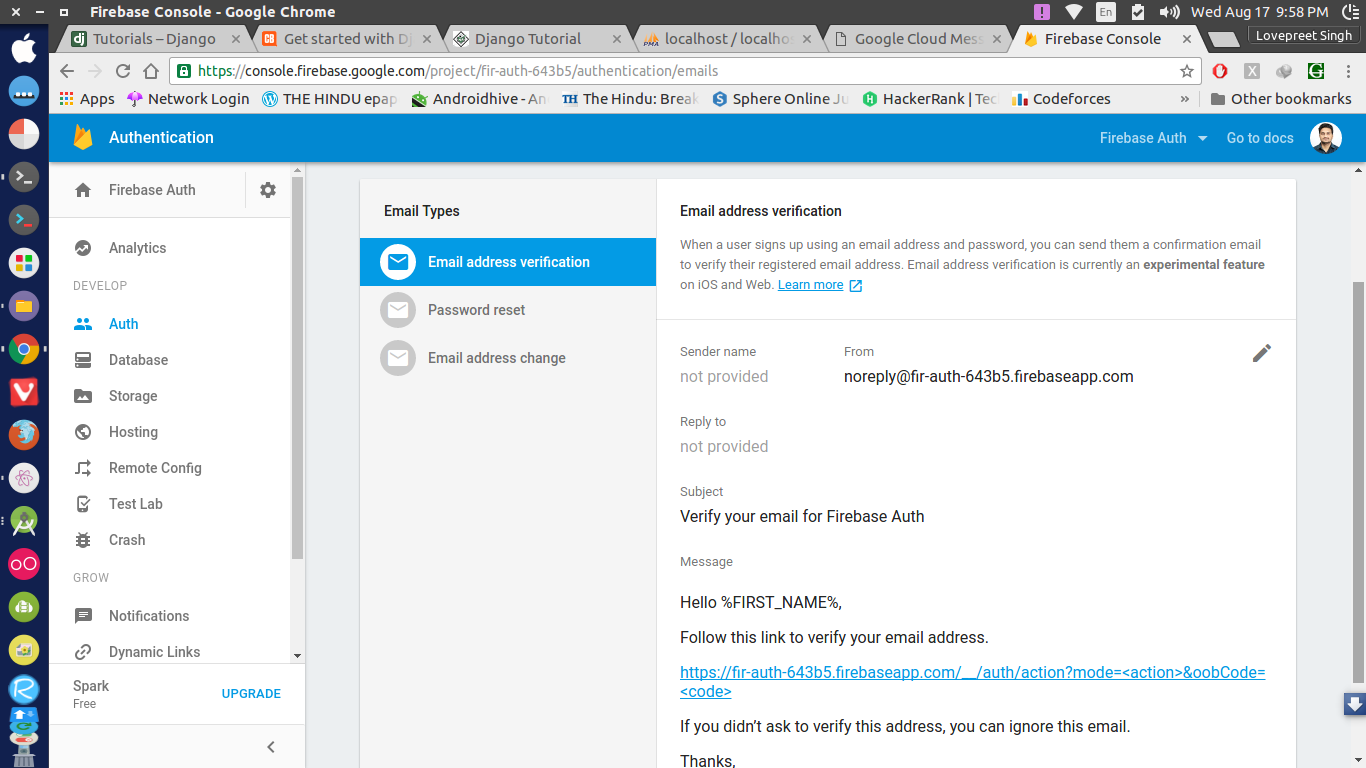 Firebase Console - Google Chrome
En
Wed Aug 17 9:58 PM
Tutorials – Django
Get started with Dj
Django Tutorial
localhost / localhos
Google Cloud Mess
Firebase Console
Lovepreet Singh
https://console.firebase.google.com/project/fir-auth-643b5/authentication/emails
Apps
Network Login
THE HINDU epap
Androidhive - An
The Hindu: Break
Sphere Online Ju
HackerRank | Tec
Codeforces
»
Other bookmarks
Authentication
Firebase Auth
Go to docs
Firebase Auth
Analytics
DEVELOP
Auth
Database
Storage
Hosting
Remote Config
Test Lab
Crash
GROW
Notifications
Dynamic Links
Spark
Free
UPGRADE
Email Types
Email address verification
Password reset
Email address change
Email address verification
When a user signs up using an email address and password, you can send them a confirmation email
to verify their registered email address. Email address verification is currently an experimental feature
on iOS and Web. Learn more
Sender name
not provided
From
noreply@fir-auth-643b5.firebaseapp.com
Reply to
not provided
Subject
Verify your email for Firebase Auth
Message
Hello %FIRST_NAME%,
Follow this link to verify your email address.
https://fir-auth-643b5.firebaseapp.com/__/auth/action?mode=<action>&oobCode=
<code>
If you didn’t ask to verify this address, you can ignore this email.
Thanks,